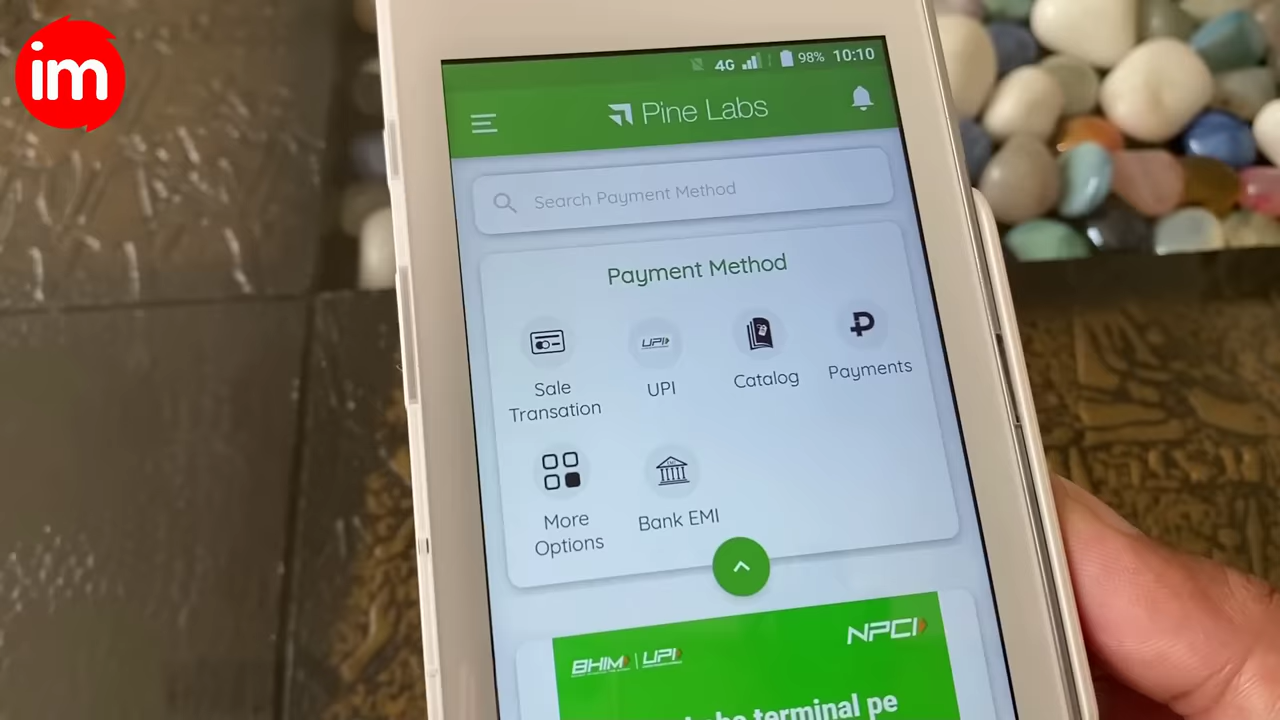 im
4G 98% 10:10
Pine Labs
Search Payment Method
Payment Method
Sale
Transation
UPI
UPI
Catalog
Payments
More
Options
Bank EMI
BHIM UPI
NPCI
terminal pe